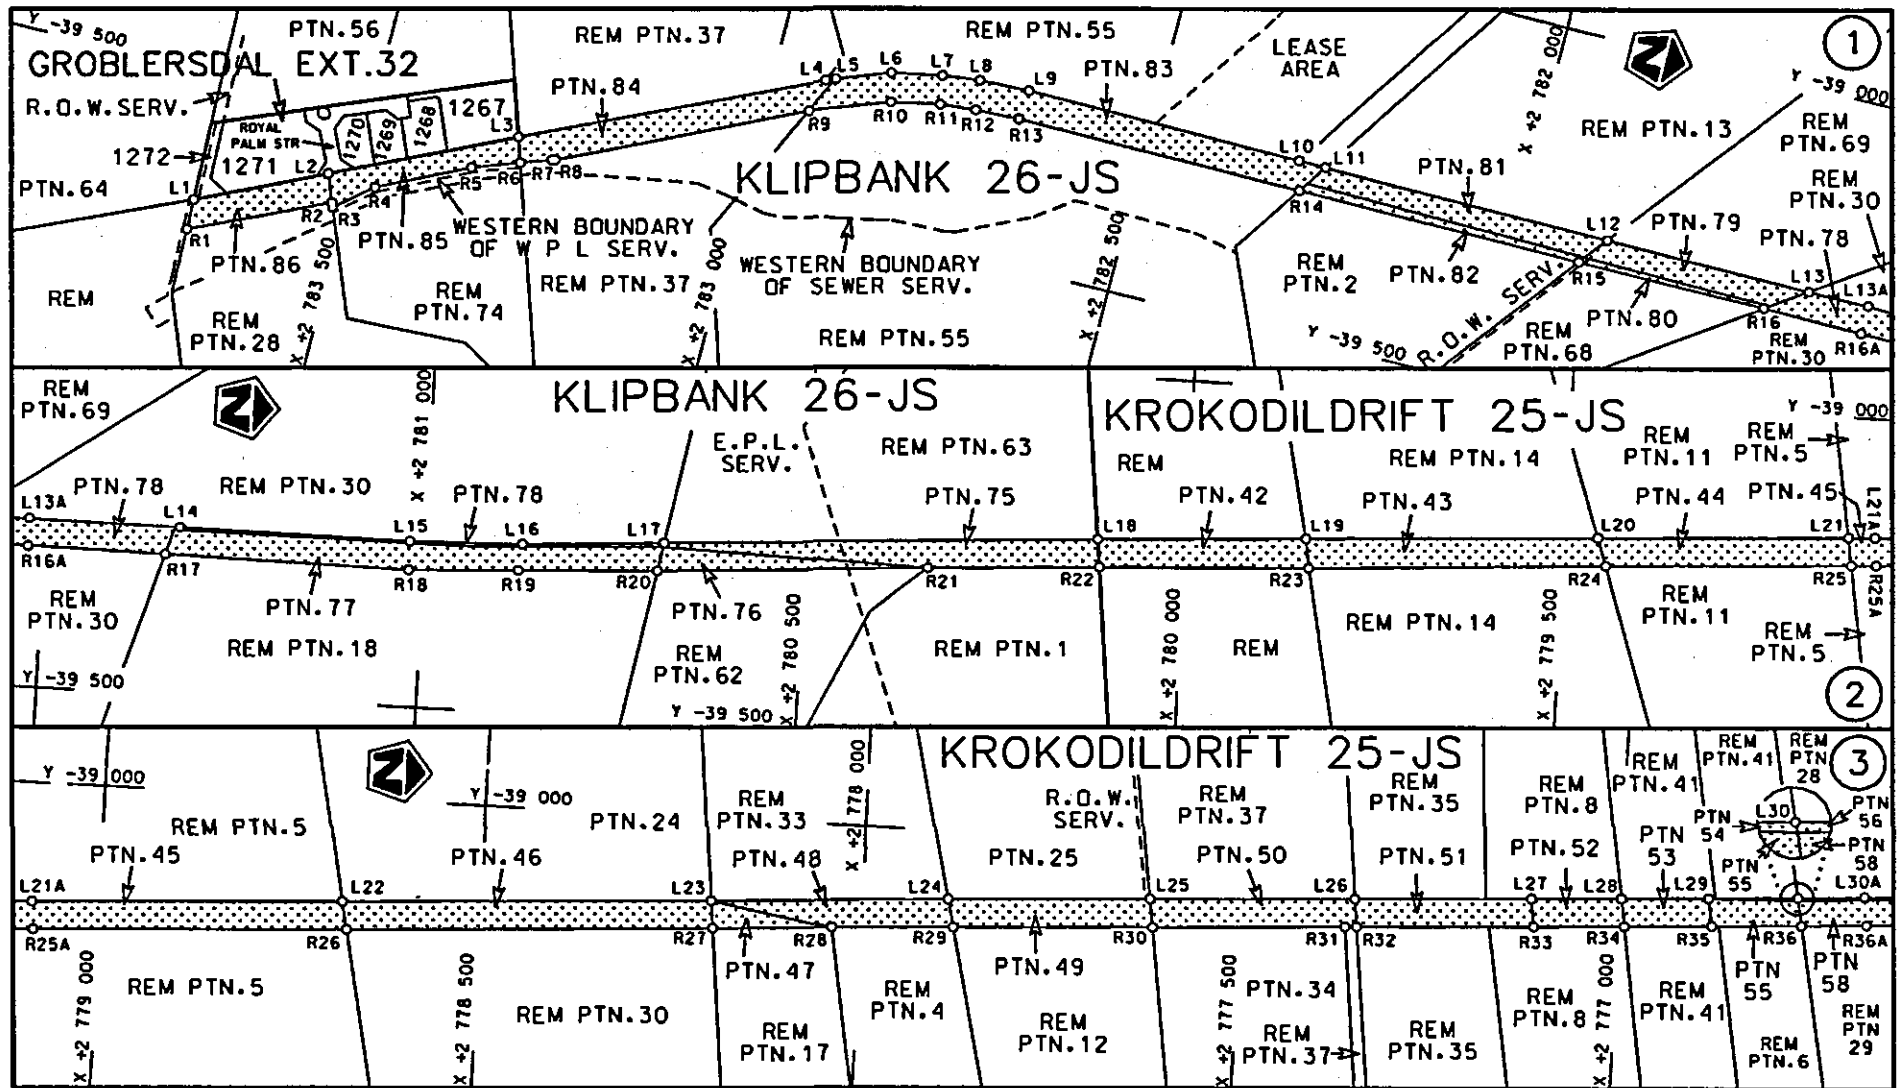 Y -39 500
PTN.56
REM PTN.37
REM PTN.55
LEASE
AREA
PTN.83
X +2 782 000
N
1
GROBLERSDAL EXT.32
R.O.W.SERV.
PTN.84
L4
L5
L6
L7
L8
L9
Y -39 000
REM PTN.13
REM
PTN.69
ROYAL
PALM STR
1270
1269
1268
1267
L3
R9
R10
R11
R12
R13
1272
1271
L2
L10
L11
PTN.81
REM
PTN.30
PTN.64
L1
R1
R2
R3
R4
R5
R6
R7
R8
KLIPBANK 26-JS
R14
L12
PTN.79
PTN.78
PTN.86
PTN.85
WESTERN BOUNDARY
OF W P L SERV.
X +2 783 500
X +2 783 000
WESTERN BOUNDARY
OF SEWER SERV.
X +2 782 500
REM
PTN.2
PTN.82
R.O.W. SERV.
R15
L13
L13A
REM
REM
PTN.28
REM
PTN.74
REM PTN.37
REM PTN.55
Y -39 500
REM
PTN.68
PTN.80
R16
REM
PTN.30
R16A
REM
PTN.69
N
X +2 781 000
KLIPBANK 26-JS
KROKODILDRIFT 25-JS
Y -39 000
E.P.L.
SERV.
REM PTN.63
REM
REM PTN.14
REM
PTN.11
REM
PTN.5
L13A
PTN.78
L14
REM PTN.30
PTN.78
PTN.75
PTN.42
PTN.43
PTN.44
PTN.45
L15
L16
L17
L18
L19
L20
L21
L21A
R16A
R17
R18
R19
R20
R21
R22
R23
R24
R25
R25A
REM
PTN.30
PTN.77
REM PTN.18
PTN.76
REM
PTN.62
X +2 780 500
REM PTN.1
X +2 780 000
REM
REM PTN.14
X +2 779 500
REM
PTN.11
REM
PTN.5
Y -39 500
Y -39 500
2
Y -39 000
N
Y -39 000
KROKODILDRIFT 25-JS
3
REM PTN.5
PTN.24
REM
PTN.33
X +2 778 000
R.O.W.
SERV.
REM
PTN.37
REM
PTN.35
REM
PTN.8
REM
PTN.41
REM
PTN.41
REM
PTN
28
PTN.45
PTN.46
PTN.48
PTN.25
PTN.50
PTN.51
PTN.52
PTN
53
PTN
54
L30
PTN
56
PTN
55
PTN
58
L21A
L22
L23
L24
L25
L26
L27
L28
L29
L30A
R25A
R26
R27
R28
R29
R30
R31
R32
R33
R34
R35
R36
R36A
X +2 779 000
REM PTN.5
X +2 778 500
REM PTN.30
PTN.47
REM
PTN.17
REM
PTN.4
PTN.49
REM
PTN.12
X +2 777 500
PTN.34
REM
PTN.37
REM
PTN.35
REM
PTN.8
X +2 777 000
REM
PTN.41
PTN
55
REM
PTN.6
PTN
58
REM
PTN
29